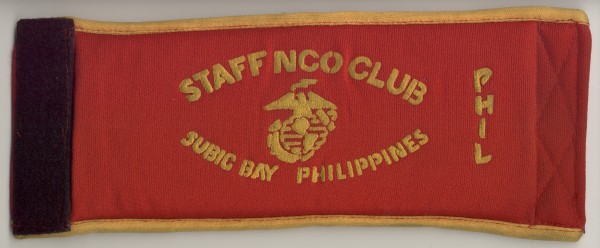 STAFF NCO CLUB
SUBIC BAY PHILIPPINES
PHIL